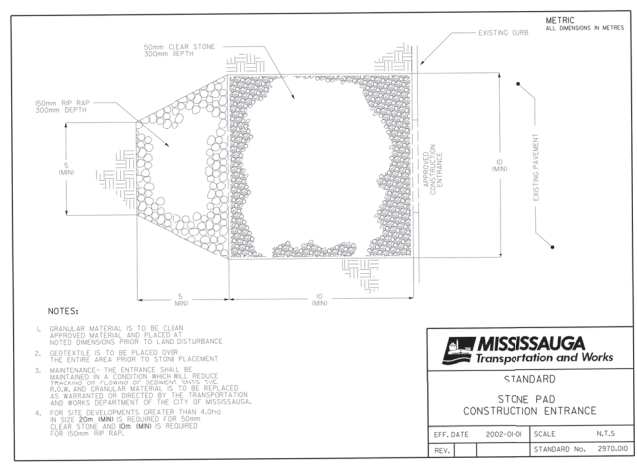 METRIC
ALL DIMENSIONS IN METRES
50mm CLEAR STONE
300mm DEPTH
EXISTING CURB
150mm RIP RAP
300mm DEPTH
5
(MIN)
APPROVED
CONSTRUCTION
ENTRANCE
10
(MIN)
EXISTING PAVEMENT
5
(MIN)
10
(MIN)
NOTES:
1. GRANULAR MATERIAL IS TO BE CLEAN
APPROVED MATERIAL AND PLACED AT
NOTED DIMENSIONS PRIOR TO LAND DISTURBANCE
2. GEOTEXTILE IS TO BE PLACED OVER
THE ENTIRE AREA PRIOR TO STONE PLACEMENT
3. MAINTENANCE- THE ENTRANCE SHALL BE
MAINTAINED IN A CONDITION WHICH WILL REDUCE
TRACKING OR FLOWING OF SEDIMENT ONTO THE
R.O.W. AND GRANULAR MATERIAL IS TO BE REPLACED
AS WARRANTED OR DIRECTED BY THE TRANSPORTATION
AND WORKS DEPARTMENT OF THE CITY OF MISSISSAUGA.
4. FOR SITE DEVELOPMENTS GREATER THAN 4.0ha
IN SIZE 20m (MIN) IS REQUIRED FOR 50mm
CLEAR STONE AND 10m (MIN) IS REQUIRED
FOR 150mm RIP RAP.
MISSISSAUGA
Transportation and Works
STANDARD
STONE PAD
CONSTRUCTION ENTRANCE
EFF. DATE 2002-01-01 SCALE N.T.S
REV. STANDARD No. 2970.010